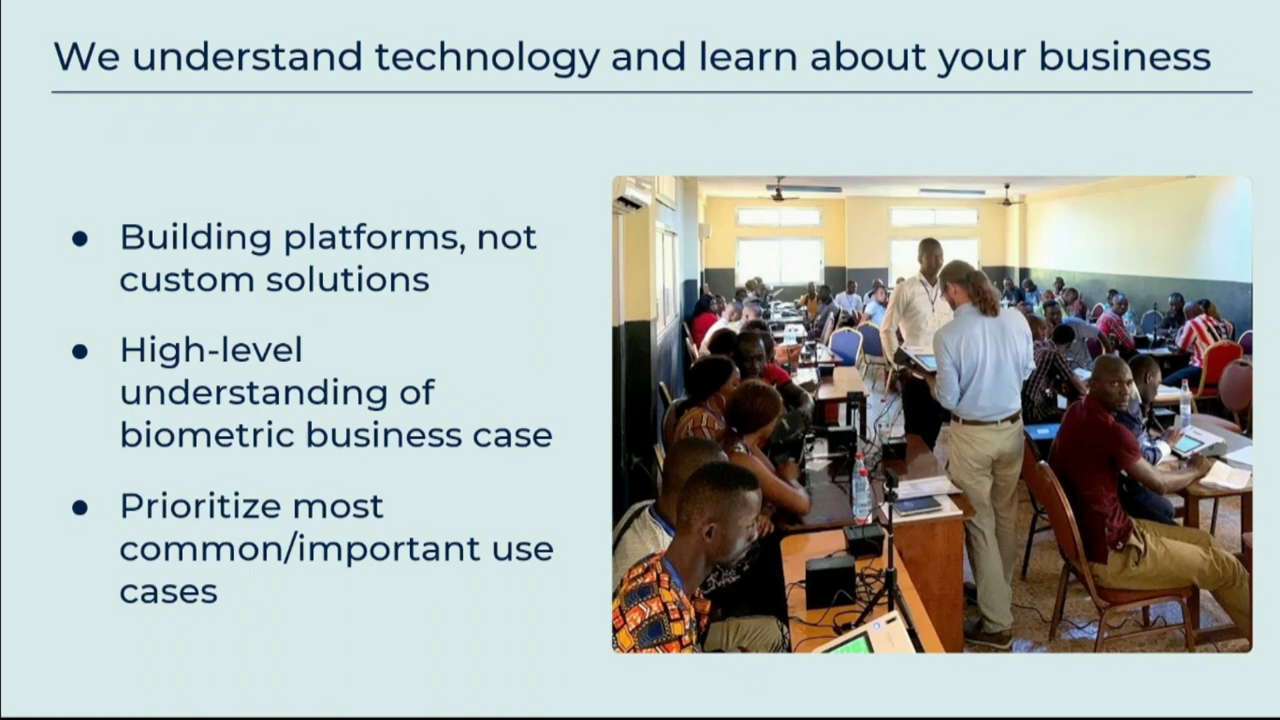 We understand technology and learn about your business
● Building platforms, not
custom solutions
● High-level
understanding of
biometric business case
● Prioritize most
common/important use
cases